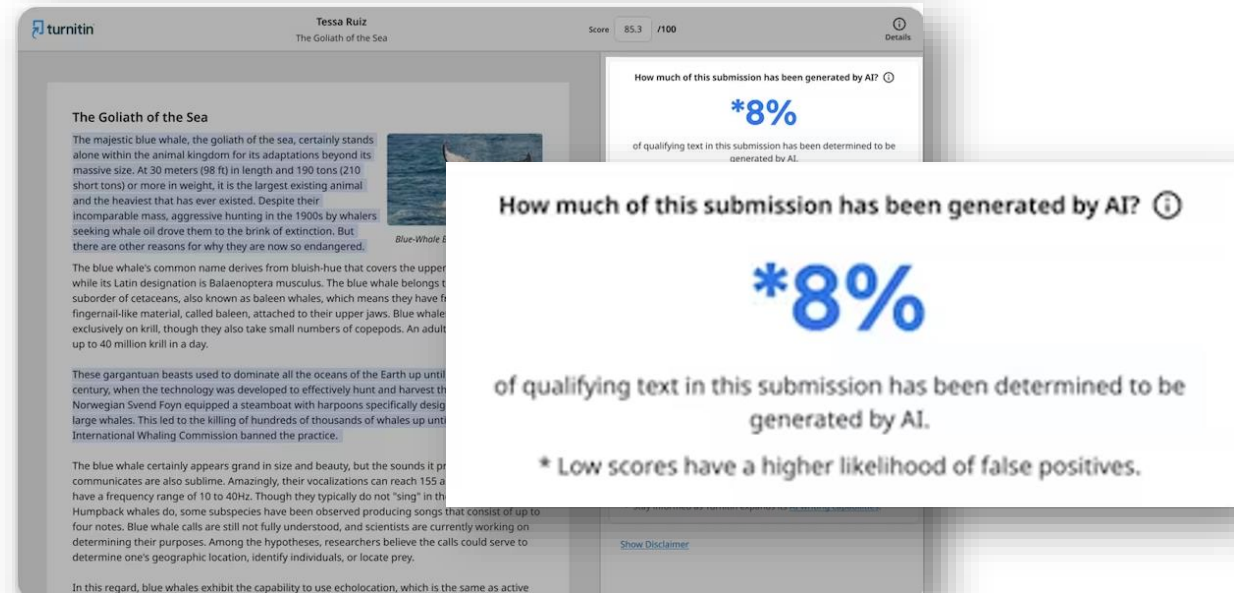 turnitin
Tessa Ruiz
The Goliath of the Sea
Score 85.3 /100
Details
The Goliath of the Sea
The majestic blue whale, the goliath of the sea, certainly stands
alone within the animal kingdom for its adaptations beyond its
massive size. At 30 meters (98 ft) in length and 190 tons (210
short tons) or more in weight, it is the largest existing animal
and the heaviest that has ever existed. Despite their
incomparable mass, aggressive hunting in the 1900s by whalers
seeking whale oil drove them to the brink of extinction. But
there are other reasons for why they are now so endangered.
Blue-Whale
The blue whale's common name derives from bluish-hue that covers the upper
while its Latin designation is Balaenoptera musculus. The blue whale belongs
suborder of cetaceans, also known as baleen whales, which means they have
fingernail-like material, called baleen, attached to their upper jaws. Blue
exclusively on krill, though they also take small numbers of copepods. An adult
up to 40 million krill in a day.
These gargantuan beasts used to dominate all the oceans of the Earth up until
century, when the technology was developed to effectively hunt and harvest
Norwegian Svend Foyn equipped a steamboat with harpoons specifically
large whales. This led to the killing of hundreds of thousands of whales up
International Whaling Commission banned the practice.
The blue whale certainly appears grand in size and beauty, but the sounds it
communicates are also sublime. Amazingly, their vocalizations can reach 155
have a frequency range of 10 to 40Hz. Though they typically do not "sing" in
Humpback whales do, some subspecies have been observed producing songs that consist of up to
four notes. Blue whale calls are still not fully understood, and scientists are currently working on
determining their purposes. Among the hypotheses, researchers believe the calls could serve to
determine one's geographic location, identify individuals, or locate prey.
In this regard, blue whales exhibit the capability to use echolocation, which is the same as active
How much of this submission has been generated by AI?
*8%
of qualifying text in this submission has been determined to be
generated by AI.
How much of this submission has been generated by AI?
*8%
of qualifying text in this submission has been determined to be
generated by AI.
* Low scores have a higher likelihood of false positives.
Show Disclaimer